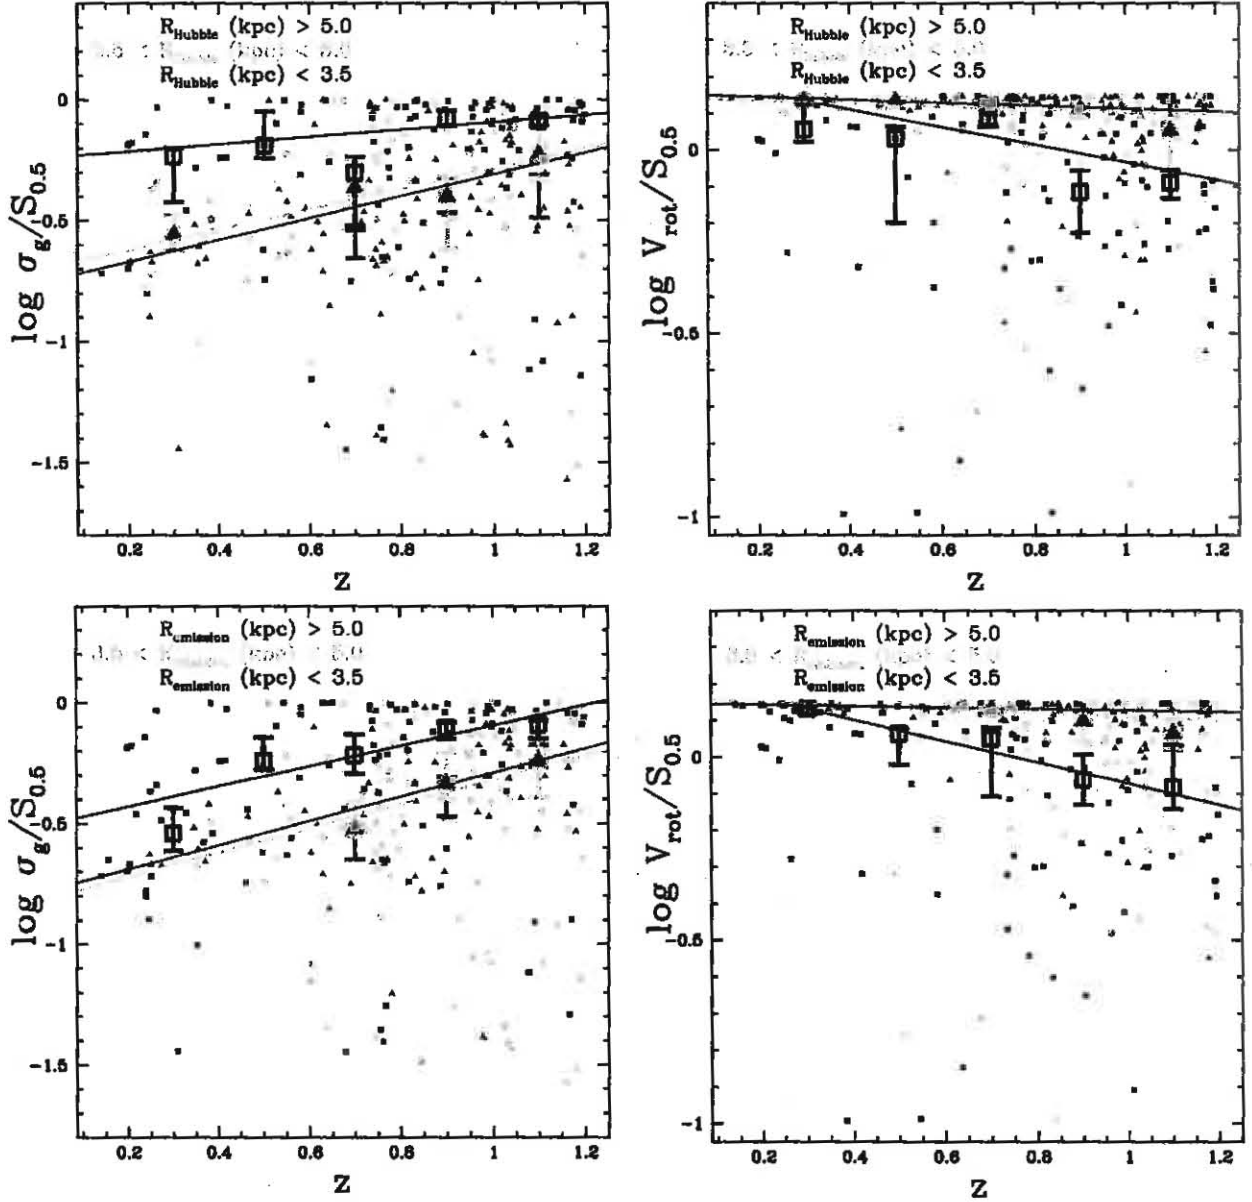 R_Hubble (kpc) > 5.0
R_Hubble (kpc) < 3.5
log σ_g/S_0.5
0
-0.5
-1
-1.5
0.2 0.4 0.6 0.8 1 1.2
Z
R_Hubble (kpc) > 5.0
R_Hubble (kpc) < 3.5
log V_rot/S_0.5
0
-0.5
-1
0.2 0.4 0.6 0.8 1 1.2
Z
R_emission (kpc) > 5.0
R_emission (kpc) < 3.5
log σ_g/S_0.5
0
-0.5
-1
-1.5
0.2 0.4 0.6 0.8 1 1.2
Z
R_emission (kpc) > 5.0
R_emission (kpc) < 3.5
log V_rot/S_0.5
0
-0.5
-1
0.2 0.4 0.6 0.8 1 1.2
Z